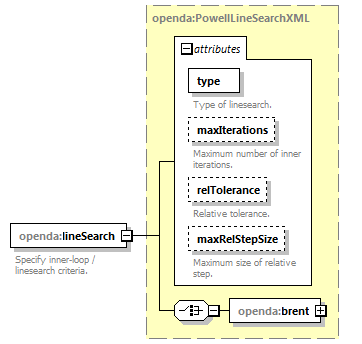 openda:PowellLineSearchXML
attributes
type
Type of linesearch.
maxIterations
Maximum number of inner
iterations.
relTolerance
Relative tolerance.
maxRelStepSize
Maximum size of relative
step.
openda:lineSearch
Specify inner-loop /
linesearch criteria.
openda:brent